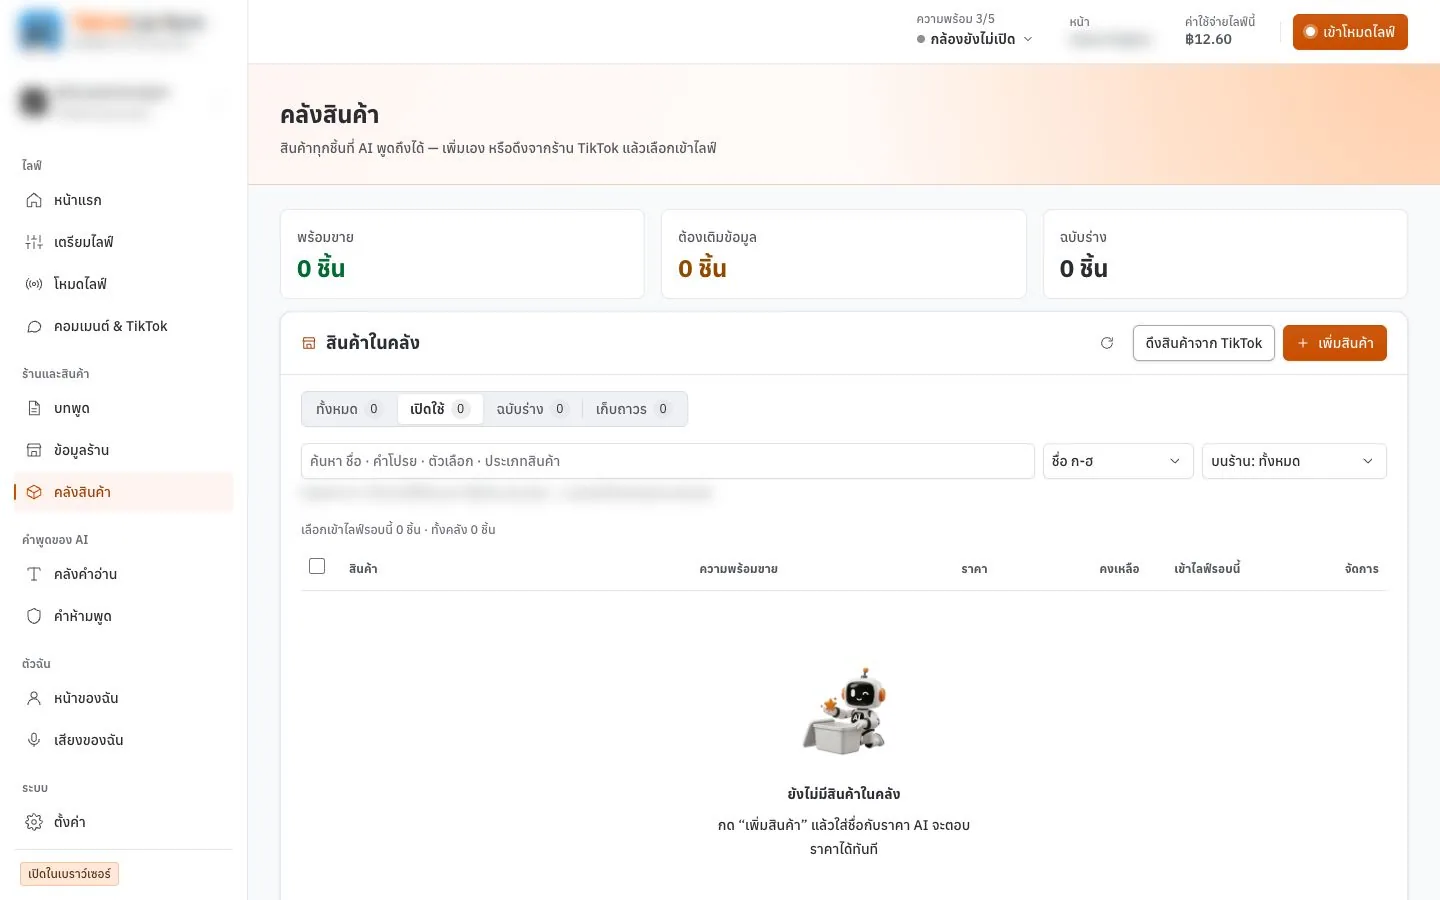 ความพร้อม 3/5
กล้องยังไม่เปิด
หน้า
ค่าใช้จ่ายไลฟ์นี้
฿12.60
เข้าโหมดไลฟ์
ไลฟ์
หน้าแรก
เตรียมไลฟ์
โหมดไลฟ์
คอมเมนต์ & TikTok
ร้านและสินค้า
บทพูด
ข้อมูลร้าน
คลังสินค้า
คำพูดของ AI
คลังคำอ่าน
คำห้ามพูด
ตัวฉัน
หน้าของฉัน
เสียงของฉัน
ระบบ
ตั้งค่า
เปิดในเบราว์เซอร์
คลังสินค้า
สินค้าทุกชิ้นที่ AI พูดถึงได้ — เพิ่มเอง หรือดึงจากร้าน TikTok แล้วเลือกเข้าไลฟ์
พร้อมขาย
0 ชิ้น
ต้องเติมข้อมูล
0 ชิ้น
ฉบับร่าง
0 ชิ้น
สินค้าในคลัง
ดึงสินค้าจาก TikTok
+ เพิ่มสินค้า
ทั้งหมด 0
เปิดใช้ 0
ฉบับร่าง 0
เก็บถาวร 0
ค้นหา ชื่อ · คำโปรย · ตัวเลือก · ประเภทสินค้า
ชื่อ ก-ฮ
บนร้าน: ทั้งหมด
เลือกเข้าไลฟ์รอบนี้ 0 ชิ้น · ทั้งคลัง 0 ชิ้น
สินค้า ความพร้อมขาย ราคา คงเหลือ เข้าไลฟ์รอบนี้ จัดการ
ยังไม่มีสินค้าในคลัง
กด “เพิ่มสินค้า” แล้วใส่ชื่อกับราคา AI จะตอบ
ราคาได้ทันที